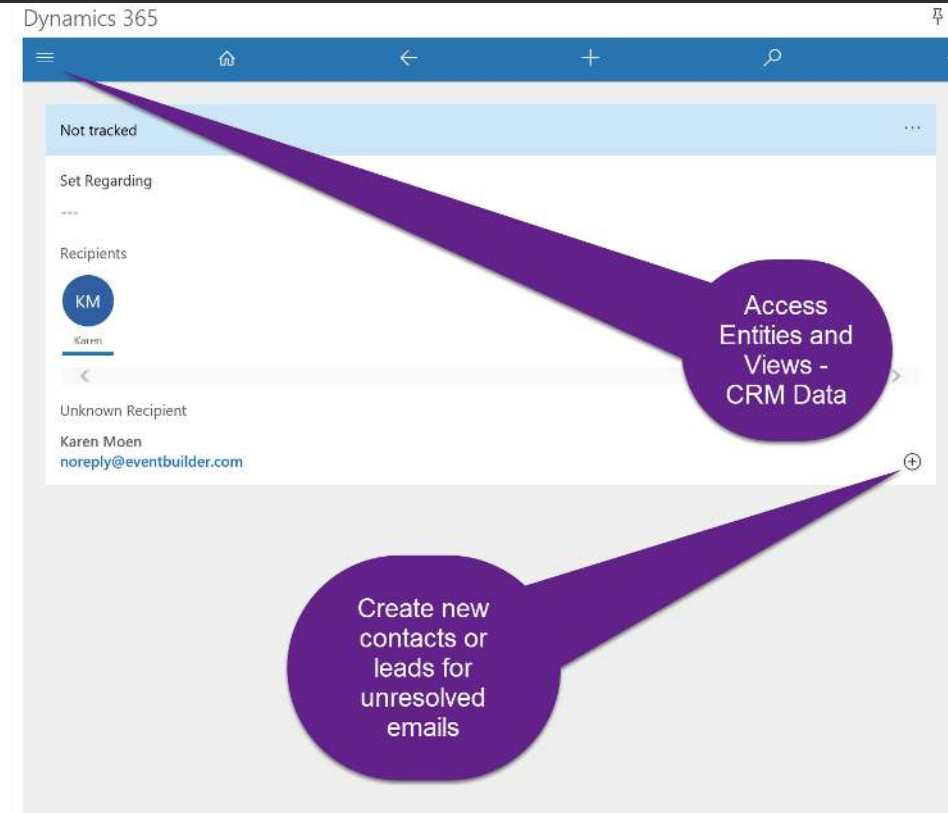 Dynamics 365
Not tracked
Set Regarding
---
Recipients
KM
Karen
Unknown Recipient
Karen Moen
noreply@eventbuilder.com
Access
Entities and
Views -
CRM Data
Create new
contacts or
leads for
unresolved
emails